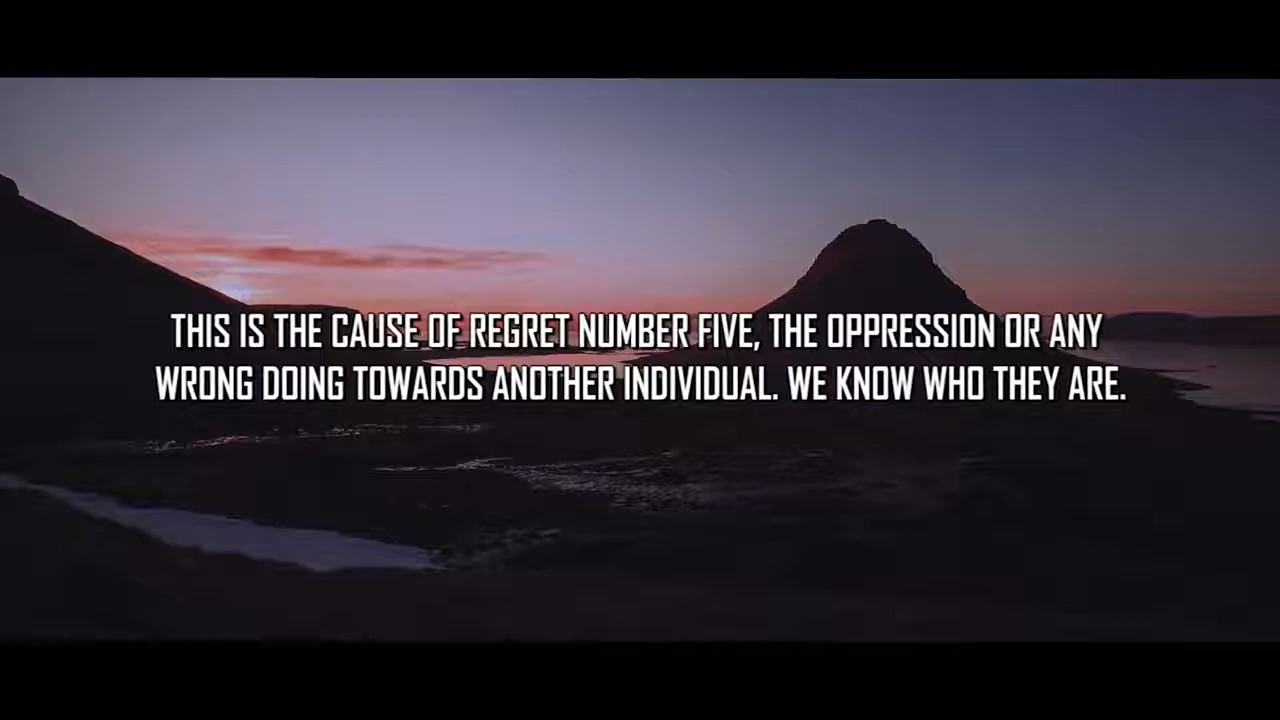 THIS IS THE CAUSE OF REGRET NUMBER FIVE, THE OPPRESSION OR ANY
WRONG DOING TOWARDS ANOTHER INDIVIDUAL. WE KNOW WHO THEY ARE.